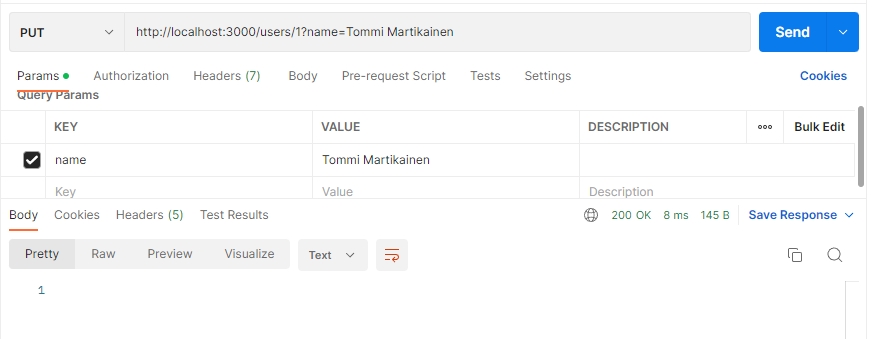 PUT http://localhost:3000/users/1?name=Tommi Martikainen Send
Params Authorization Headers (7) Body Pre-request Script Tests Settings Cookies
Query Params
KEY VALUE DESCRIPTION ooo Bulk Edit
name Tommi Martikainen
Key Value Description
Body Cookies Headers (5) Test Results 200 OK 8 ms 145 B Save Response
Pretty Raw Preview Visualize Text
1